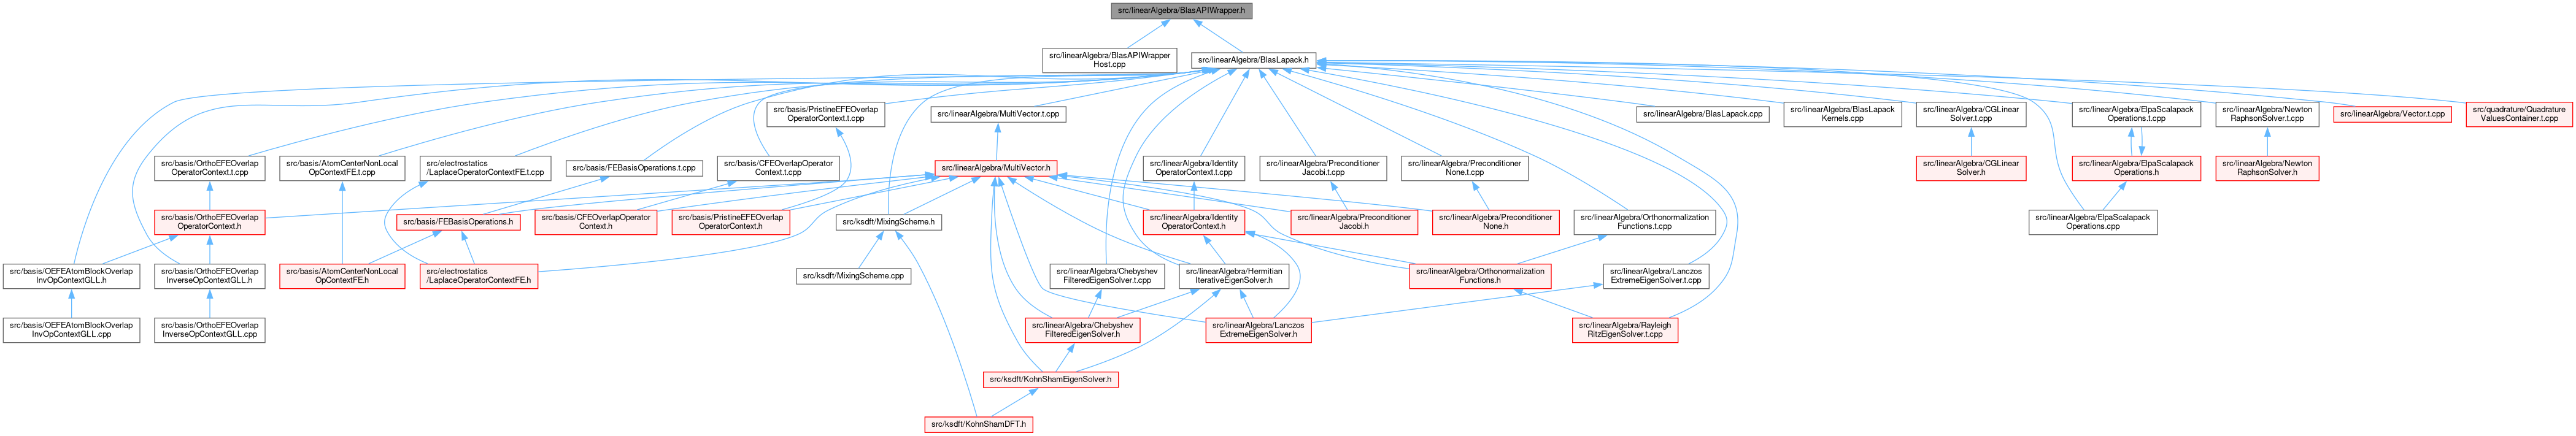 src/linearAlgebra/BlasAPIWrapper.h
src/linearAlgebra/BlasAPIWrapper
Host.cpp
src/linearAlgebra/BlasLapack.h
src/basis/PristineEFEOverlap
OperatorContext.t.cpp
src/linearAlgebra/MultiVector.t.cpp
src/linearAlgebra/BlasLapack.cpp
src/linearAlgebra/BlasLapack
Kernels.cpp
src/linearAlgebra/CGLinear
Solver.t.cpp
src/linearAlgebra/ElpaScalapack
Operations.t.cpp
src/linearAlgebra/Newton
RaphsonSolver.t.cpp
src/linearAlgebra/Vector.t.cpp
src/quadrature/Quadrature
ValuesContainer.t.cpp
src/basis/OrthoEFEOverlap
OperatorContext.t.cpp
src/basis/AtomCenterNonLocal
OpContextFE.t.cpp
src/electrostatics
/LaplaceOperatorContextFE.t.cpp
src/basis/FEBasisOperations.t.cpp
src/basis/CFEOverlapOperator
Context.t.cpp
src/linearAlgebra/MultiVector.h
src/linearAlgebra/Identity
OperatorContext.t.cpp
src/linearAlgebra/Preconditioner
Jacobi.t.cpp
src/linearAlgebra/Preconditioner
None.t.cpp
src/linearAlgebra/CGLinear
Solver.h
src/linearAlgebra/ElpaScalapack
Operations.h
src/linearAlgebra/Newton
RaphsonSolver.h
src/basis/OrthoEFEOverlap
OperatorContext.h
src/basis/FEBasisOperations.h
src/basis/CFEOverlapOperator
Context.h
src/basis/PristineEFEOverlap
OperatorContext.h
src/ksdft/MixingScheme.h
src/linearAlgebra/Identity
OperatorContext.h
src/linearAlgebra/Preconditioner
Jacobi.h
src/linearAlgebra/Preconditioner
None.h
src/linearAlgebra/Orthonormalization
Functions.t.cpp
src/linearAlgebra/ElpaScalapack
Operations.cpp
src/basis/OEFEAtomBlockOverlap
InvOpContextGLL.h
src/basis/OrthoEFEOverlap
InverseOpContextGLL.h
src/basis/AtomCenterNonLocal
OpContextFE.h
src/electrostatics
/LaplaceOperatorContextFE.h
src/ksdft/MixingScheme.cpp
src/linearAlgebra/Chebyshev
FilteredEigenSolver.t.cpp
src/linearAlgebra/Hermitian
IterativeEigenSolver.h
src/linearAlgebra/Orthonormalization
Functions.h
src/linearAlgebra/Lanczos
ExtremeEigenSolver.t.cpp
src/basis/OEFEAtomBlockOverlap
InvOpContextGLL.cpp
src/basis/OrthoEFEOverlap
InverseOpContextGLL.cpp
src/linearAlgebra/Chebyshev
FilteredEigenSolver.h
src/linearAlgebra/Lanczos
ExtremeEigenSolver.h
src/linearAlgebra/Rayleigh
RitzEigenSolver.t.cpp
src/ksdft/KohnShamEigenSolver.h
src/ksdft/KohnShamDFT.h